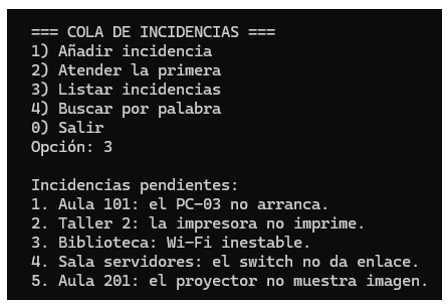 === COLA DE INCIDENCIAS ===
1) Añadir incidencia
2) Atender la primera
3) Listar incidencias
4) Buscar por palabra
0) Salir
Opción: 3
Incidencias pendientes:
1. Aula 101: el PC-03 no arranca.
2. Taller 2: la impresora no imprime.
3. Biblioteca: Wi-Fi inestable.
4. Sala servidores: el switch no da enlace.
5. Aula 201: el proyector no muestra imagen.